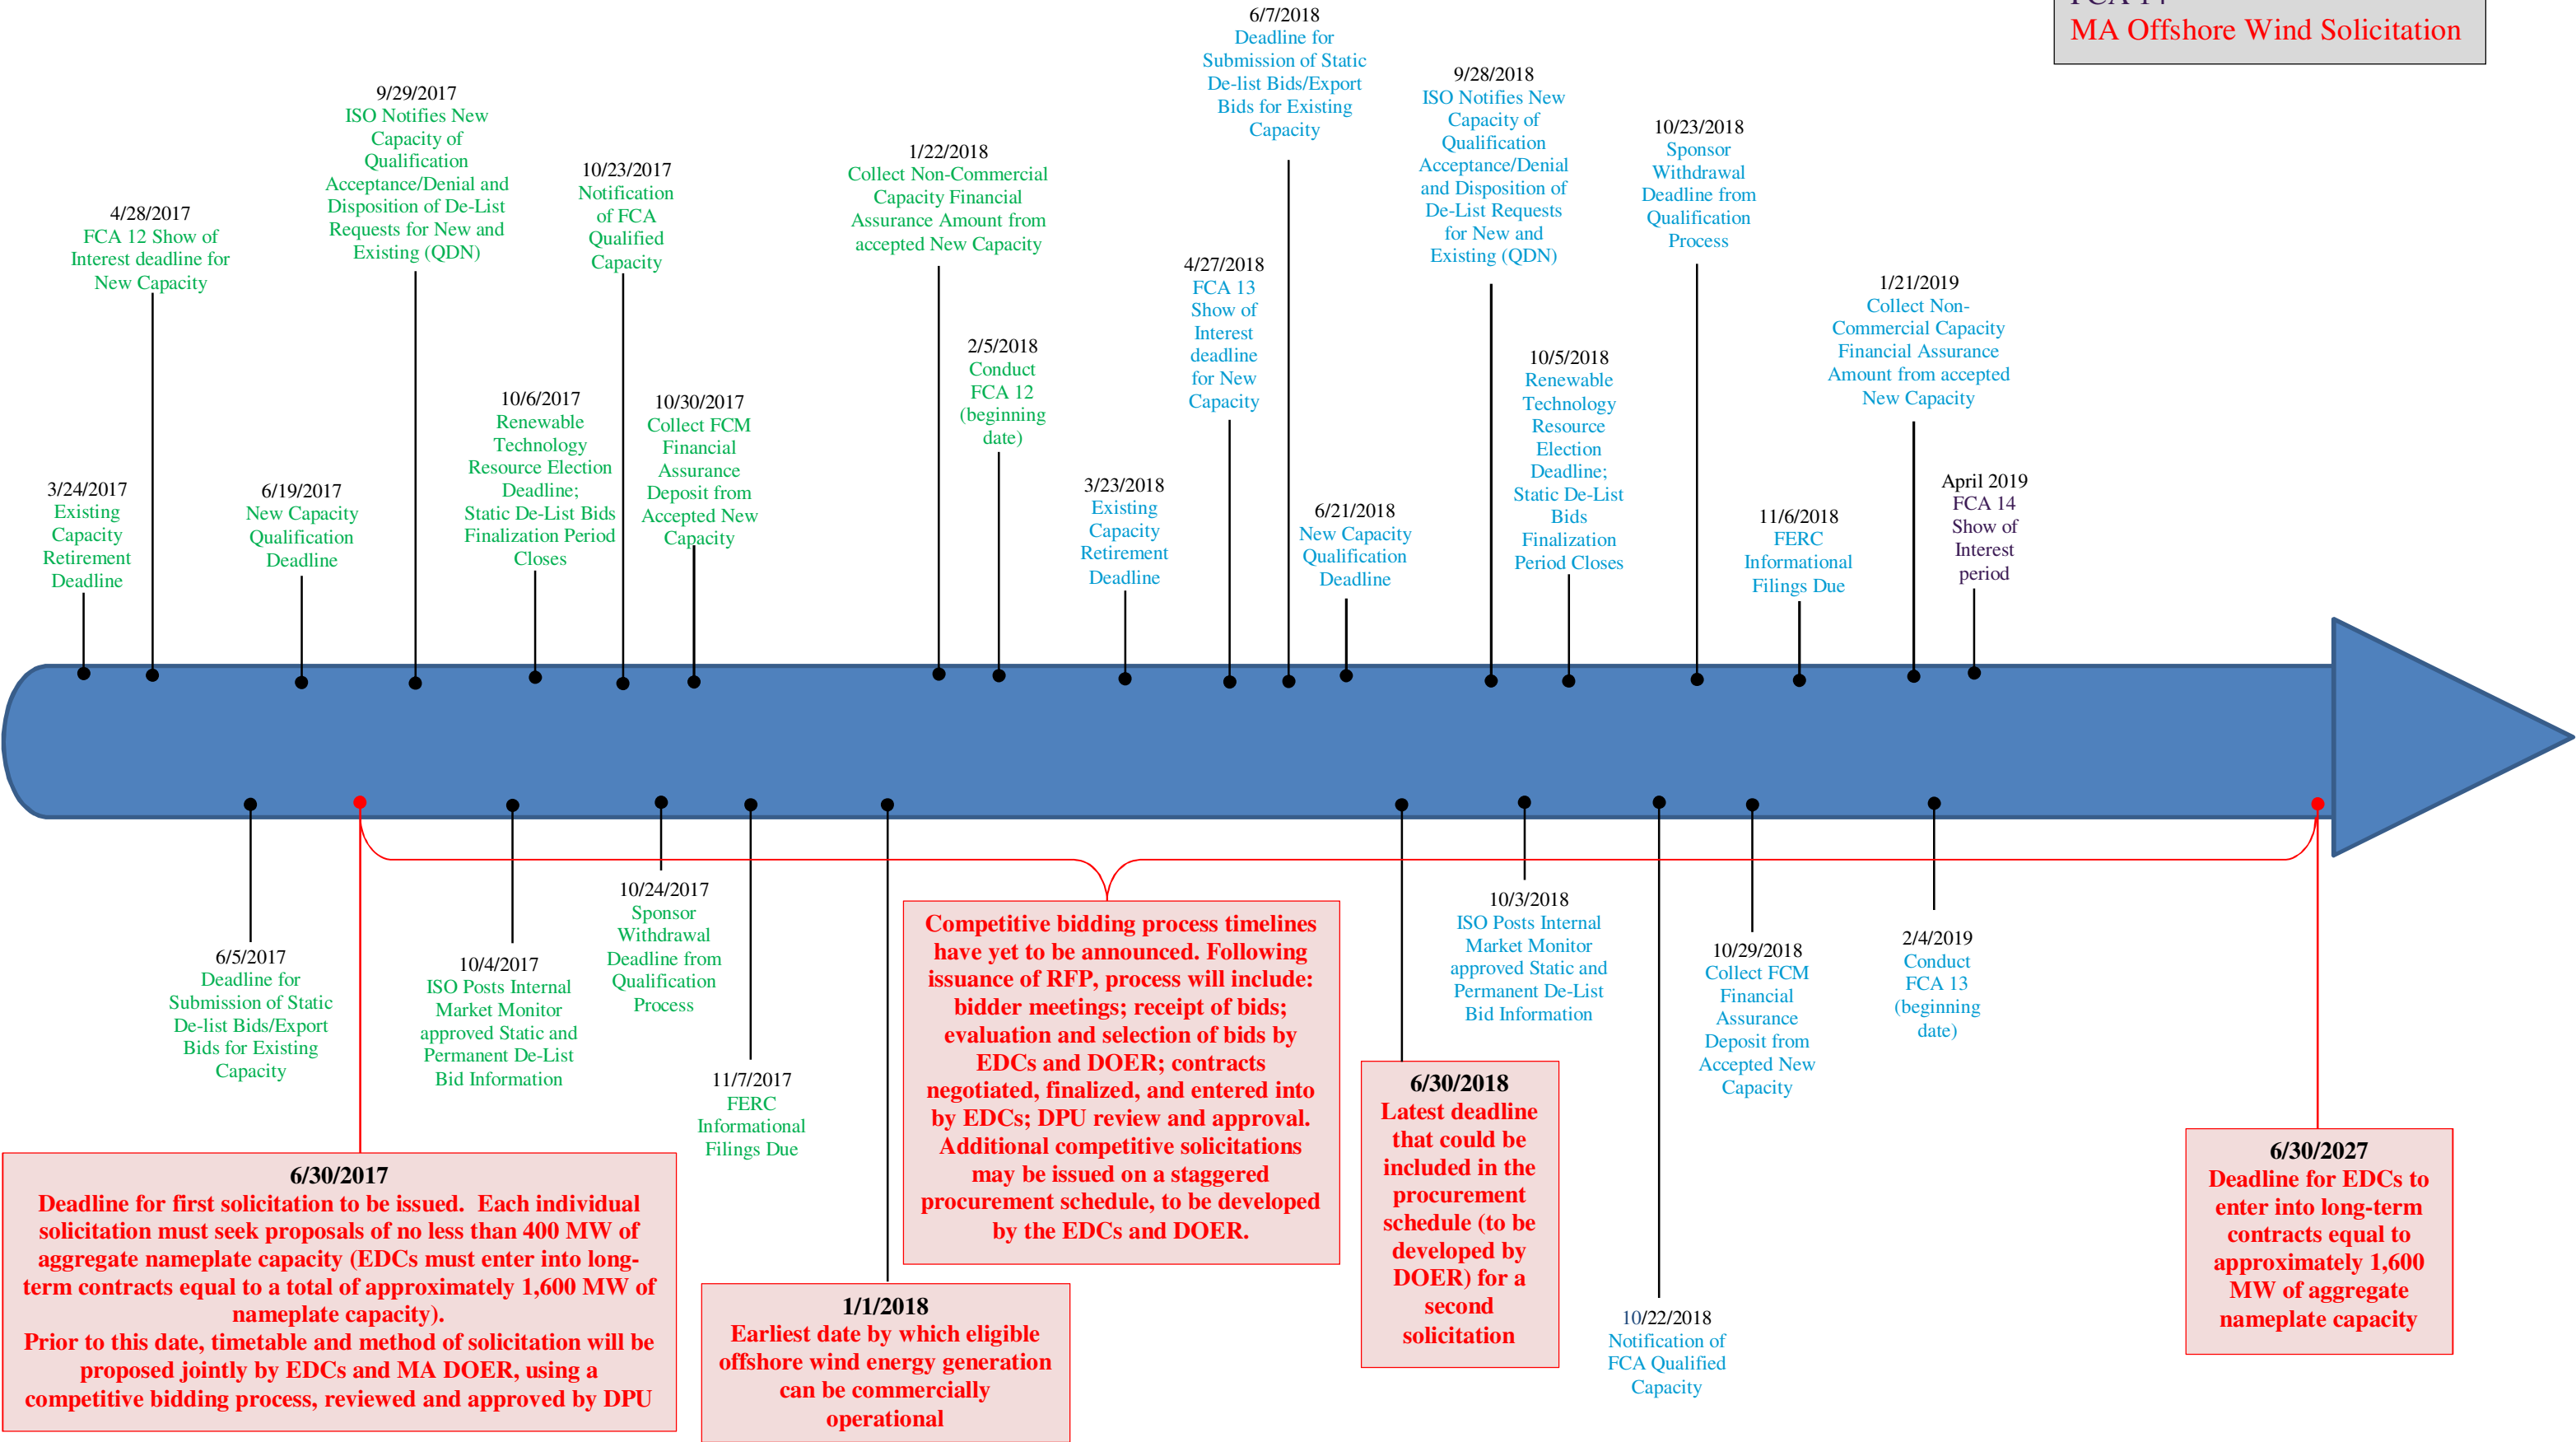 FCA 14
MA Offshore Wind Solicitation
6/7/2018
Deadline for
Submission of Static
De-list Bids/Export
Bids for Existing
Capacity
9/28/2018
ISO Notifies New
Capacity of
Qualification
Acceptance/Denial
and Disposition of
De-List Requests
for New and
Existing (QDN)
9/29/2017
ISO Notifies New
Capacity of
Qualification
Acceptance/Denial and
Disposition of De-List
Requests for New and
Existing (QDN)
10/23/2018
Sponsor
Withdrawal
Deadline from
Qualification
Process
1/22/2018
Collect Non-Commercial
Capacity Financial
Assurance Amount from
accepted New Capacity
10/23/2017
Notification
of FCA
Qualified
Capacity
4/28/2017
FCA 12 Show of
Interest deadline for
New Capacity
4/27/2018
FCA 13
Show of
Interest
deadline
for New
Capacity
1/21/2019
Collect Non-
Commercial Capacity
Financial Assurance
Amount from accepted
New Capacity
2/5/2018
Conduct
FCA 12
(beginning
date)
10/5/2018
Renewable
Technology
Resource
Election
Deadline;
Static De-List
Bids
Finalization
Period Closes
10/6/2017
Renewable
Technology
Resource Election
Deadline;
Static De-List Bids
Finalization Period
Closes
10/30/2017
Collect FCM
Financial
Assurance
Deposit from
Accepted New
Capacity
3/24/2017
Existing
Capacity
Retirement
Deadline
6/19/2017
New Capacity
Qualification
Deadline
3/23/2018
Existing
Capacity
Retirement
Deadline
6/21/2018
New Capacity
Qualification
Deadline
11/6/2018
FERC
Informational
Filings Due
April 2019
FCA 14
Show of
Interest
period
6/5/2017
Deadline for
Submission of Static
De-list Bids/Export
Bids for Existing
Capacity
10/4/2017
ISO Posts Internal
Market Monitor
approved Static and
Permanent De-List
Bid Information
10/24/2017
Sponsor
Withdrawal
Deadline from
Qualification
Process
11/7/2017
FERC
Informational
Filings Due
Competitive bidding process timelines
have yet to be announced. Following
issuance of RFP, process will include:
bidder meetings; receipt of bids;
evaluation and selection of bids by
EDCs and DOER; contracts
negotiated, finalized, and entered into
by EDCs; DPU review and approval.
Additional competitive solicitations
may be issued on a staggered
procurement schedule, to be developed
by the EDCs and DOER.
10/3/2018
ISO Posts Internal
Market Monitor
approved Static and
Permanent De-List
Bid Information
10/29/2018
Collect FCM
Financial
Assurance
Deposit from
Accepted New
Capacity
2/4/2019
Conduct
FCA 13
(beginning
date)
6/30/2017
Deadline for first solicitation to be issued. Each individual
solicitation must seek proposals of no less than 400 MW of
aggregate nameplate capacity (EDCs must enter into long-
term contracts equal to a total of approximately 1,600 MW of
nameplate capacity).
Prior to this date, timetable and method of solicitation will be
proposed jointly by EDCs and MA DOER, using a
competitive bidding process, reviewed and approved by DPU
1/1/2018
Earliest date by which eligible
offshore wind energy generation
can be commercially
operational
6/30/2018
Latest deadline
that could be
included in the
procurement
schedule (to be
developed by
DOER) for a
second
solicitation
10/22/2018
Notification of
FCA Qualified
Capacity
6/30/2027
Deadline for EDCs to
enter into long-term
contracts equal to
approximately 1,600
MW of aggregate
nameplate capacity